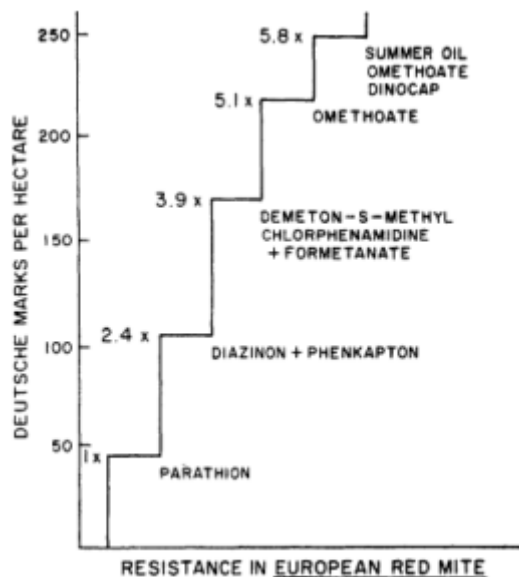 250
5.8 x
SUMMER OIL
OMETHOATE
DINOCAP
5.1 x
OMETHOATE
200
3.9 x
DEMETON-S-METHYL
CHLORPHENAMIDINE
+ FORMETANATE
150
2.4 x
100
DIAZINON + PHENKAPTON
50
1 x
PARATHION
DEUTSCHE MARKS PER HECTARE
RESISTANCE IN EUROPEAN RED MITE